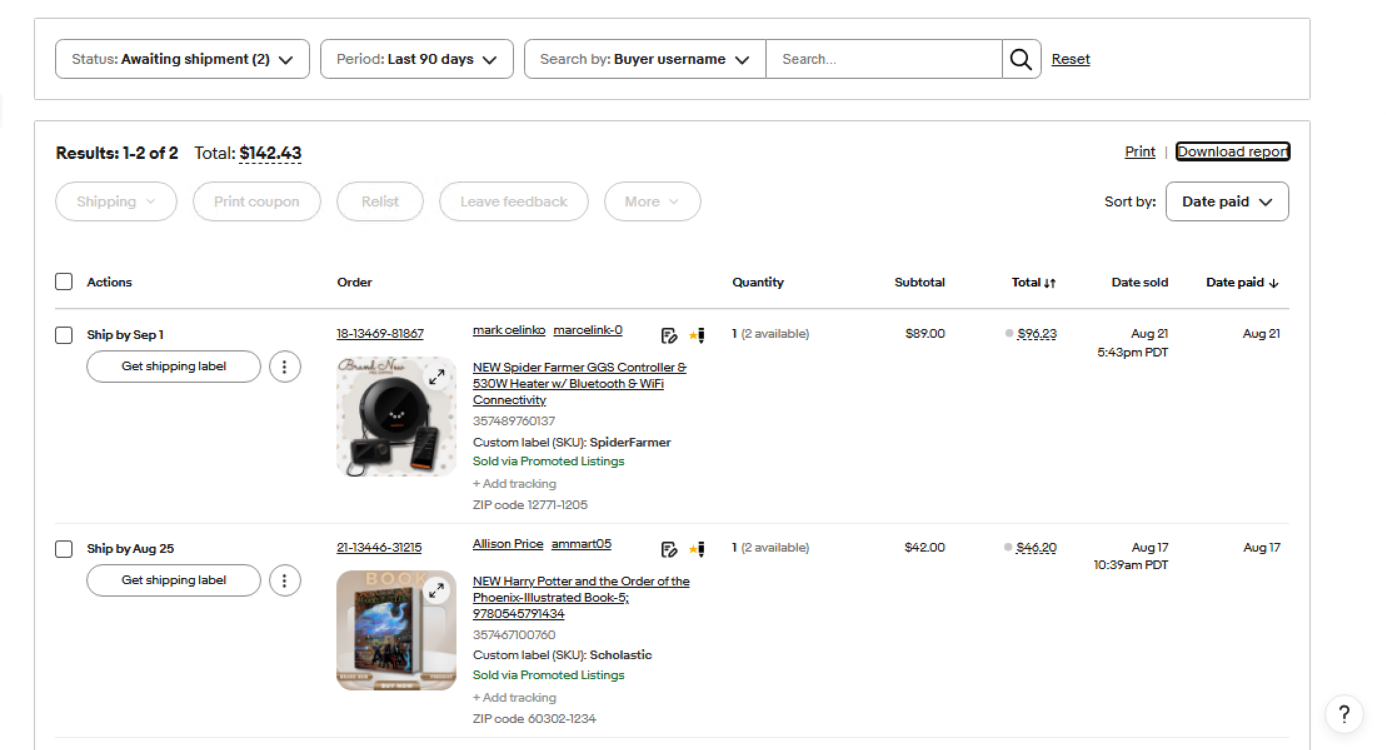 Status: Awaiting shipment (2)
Period: Last 90 days
Search by: Buyer username
Search...
Reset
Results: 1-2 of 2 Total: $142.43
Print | Download report
Shipping
Print coupon
Relist
Leave feedback
More
Sort by: Date paid
Actions Order Quantity Subtotal Total Date sold Date paid
Ship by Sep 1
Get shipping label
18-13469-81867
Brand New
mark celinko marcelink-0
NEW Spider Farmer GGS Controller &
530W Heater w/ Bluetooth & WiFi
Connectivity
357489760137
Custom label (SKU): SpiderFarmer
Sold via Promoted Listings
+ Add tracking
ZIP code 12771-1205
1 (2 available)
$89.00
$96.23
Aug 21
5:43pm PDT
Aug 21
Ship by Aug 25
Get shipping label
21-13446-31215
BOOK
BUY NOW
Allison Price ammart05
NEW Harry Potter and the Order of the
Phoenix-Illustrated Book-5;
9780545791434
357467100760
Custom label (SKU): Scholastic
Sold via Promoted Listings
+ Add tracking
ZIP code 60302-1234
1 (2 available)
$42.00
$46.20
Aug 17
10:39am PDT
Aug 17
?